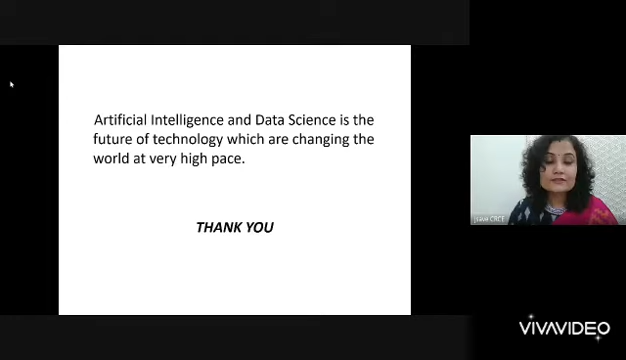 Artificial Intelligence and Data Science is the
future of technology which are changing the
world at very high pace.
THANK YOU
CRCE
VIVAVIDEO